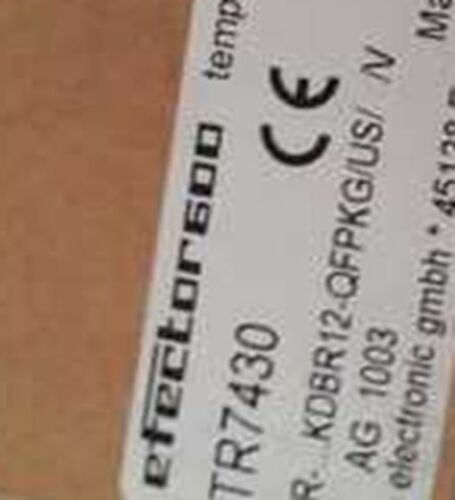 efector600 temp
TR7430 CE
R-...KDBR12-QFPKG/US/ /V
AG 1003
electronic gmbh * 45128 Ma